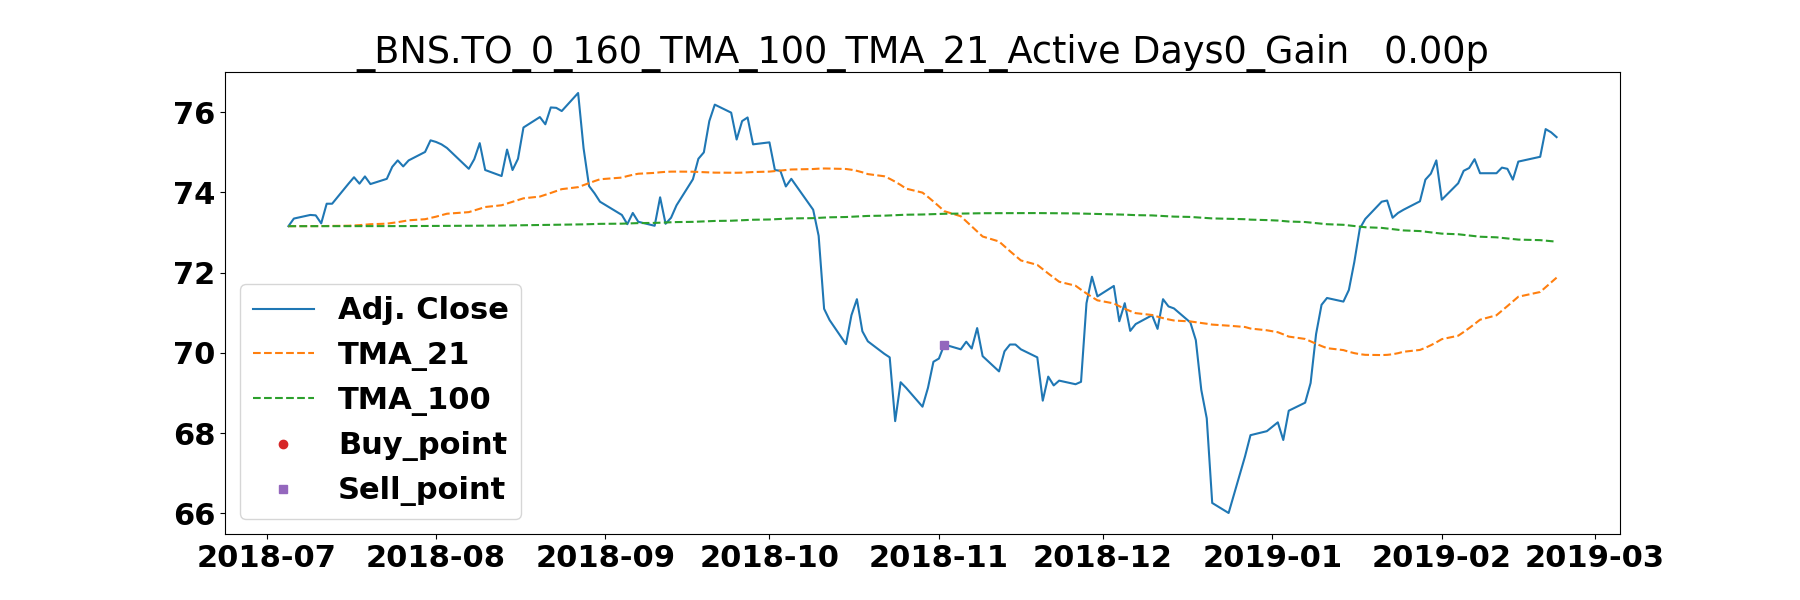 _BNS.TO_0_160_TMA_100_TMA_21_Active Days0_Gain   0.00p
76
74
72
70
68
66
Adj. Close
TMA_21
TMA_100
Buy_point
Sell_point
2018-07 2018-08 2018-09 2018-10 2018-11 2018-12 2019-01 2019-02 2019-03